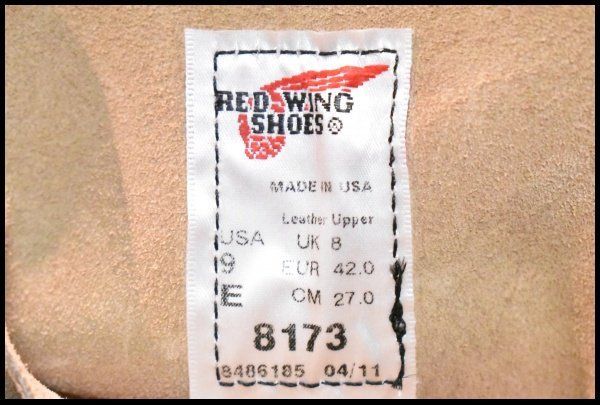 RED WING
SHOES®
MADE IN USA
Leather Upper
USA UK 8
9 EUR 42.0
E CM 27.0
8173
8486185 04/11